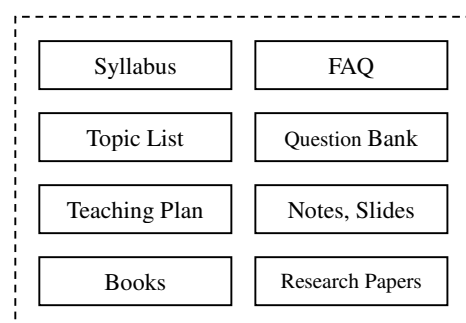 Syllabus
FAQ
Topic List
Question Bank
Teaching Plan
Notes, Slides
Books
Research Papers